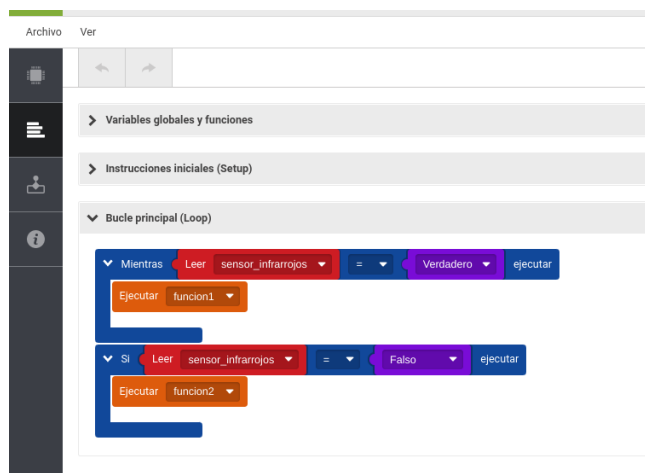 Archivo Ver
Variables globales y funciones
Instrucciones iniciales (Setup)
Bucle principal (Loop)
Mientras Leer sensor_infrarrojos = Verdadero ejecutar
Ejecutar funcion1
Si Leer sensor_infrarrojos = Falso ejecutar
Ejecutar funcion2